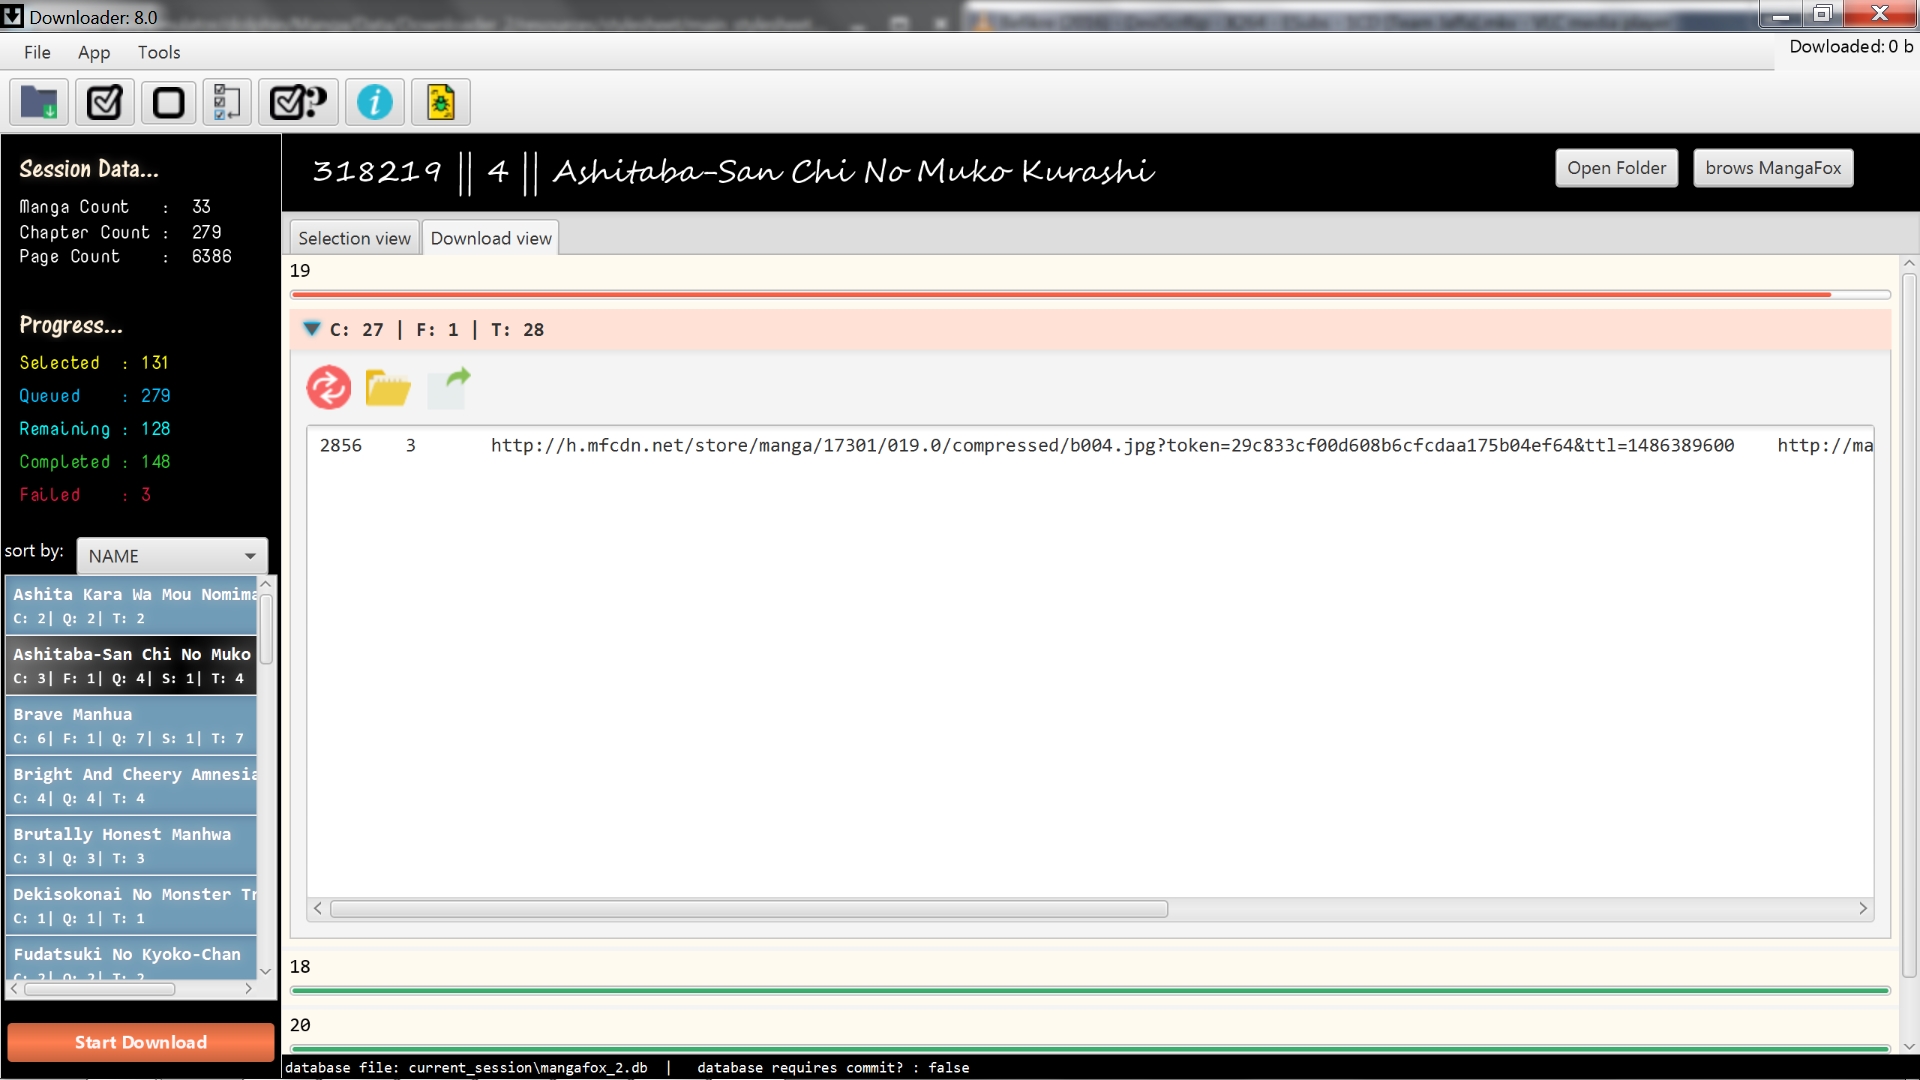 Downloader: 8.0
File App Tools
Dowloaded: 0 b
Session Data...
Manga Count : 33
Chapter Count : 279
Page Count : 6386
Progress...
Selected : 131
Queued : 279
Remaining : 128
Completed : 148
Failed : 3
sort by: NAME
Ashita Kara Wa Mou Nomima
C: 2| Q: 2| T: 2
Ashitaba-San Chi No Muko
C: 3| F: 1| Q: 4| S: 1| T: 4
Brave Manhua
C: 6| F: 1| Q: 7| S: 1| T: 7
Bright And Cheery Amnesia
C: 4| Q: 4| T: 4
Brutally Honest Manhwa
C: 3| Q: 3| T: 3
Dekisokonai No Monster Tr
C: 1| Q: 1| T: 1
Fudatsuki No Kyoko-Chan
C: 2| Q: 2| T: 2
Start Download
318219 || 4 || Ashitaba-San Chi No Muko Kurashi
Open Folder brows MangaFox
Selection view Download view
19
C: 27 | F: 1 | T: 28
2856 3 http://h.mfcdn.net/store/manga/17301/019.0/compressed/b004.jpg?token=29c833cf00d608b6cfcdaa175b04ef64&ttl=1486389600 http://ma
18
20
database file: current_session\mangafox_2.db | database requires commit? : false